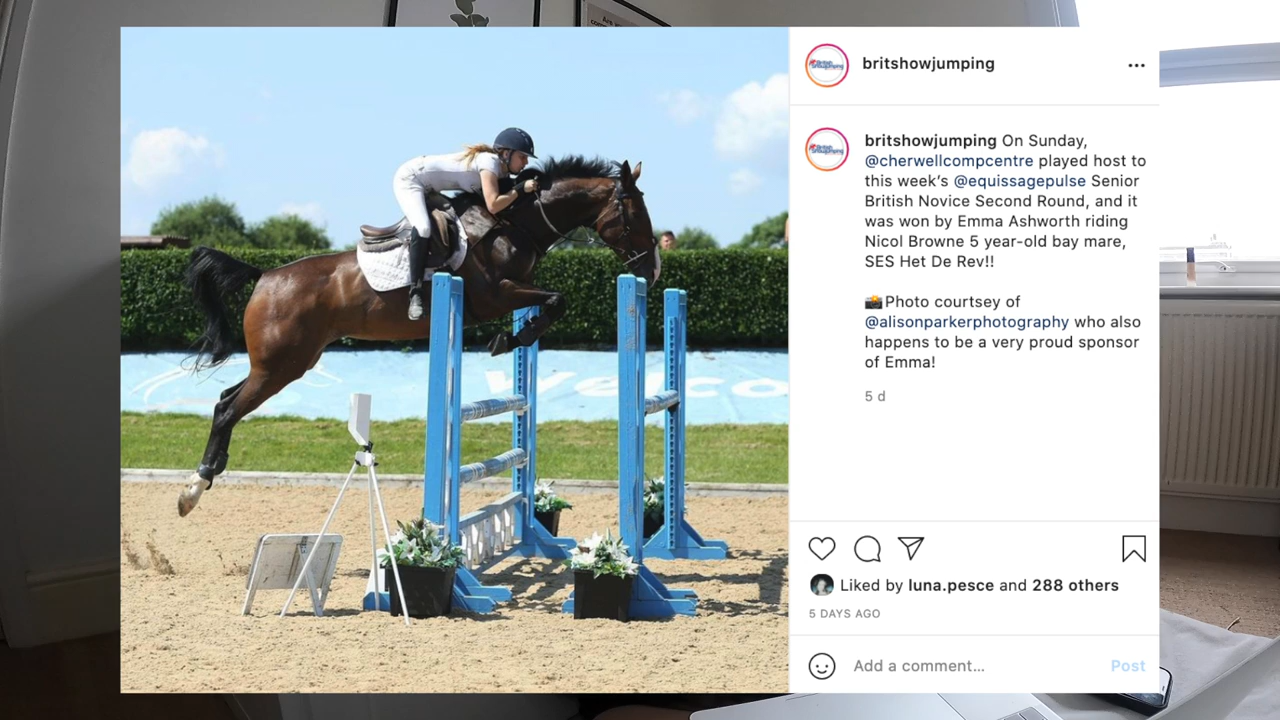 britshowjumping
britshowjumping On Sunday,
@cherwellcompcentre played host to
this week's @equissagepulse Senior
British Novice Second Round, and it
was won by Emma Ashworth riding
Nicol Browne 5 year-old bay mare,
SES Het De Rev!!
📸Photo courtsey of
@alisonparkerphotography who also
happens to be a very proud sponsor
of Emma!
5 d
Liked by luna.pesce and 288 others
5 DAYS AGO
Add a comment...
Post
Welco